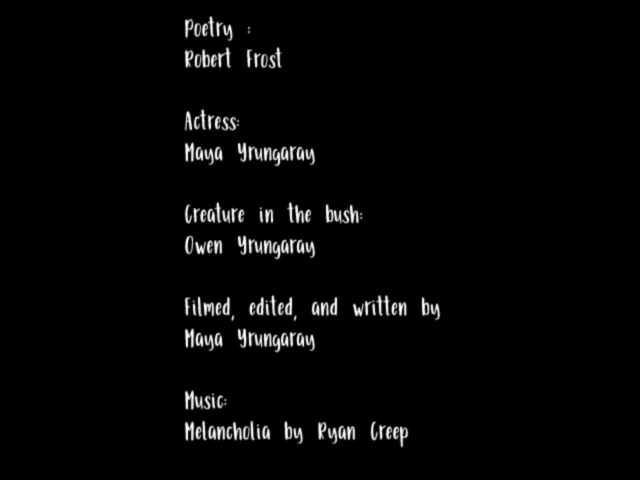 Poetry :
Robert Frost
Actress:
Maya Yrungaray
Creature in the bush:
Owen Yrungaray
Filmed, edited, and written by
Maya Yrungaray
Music:
Melancholia by Ryan Creep